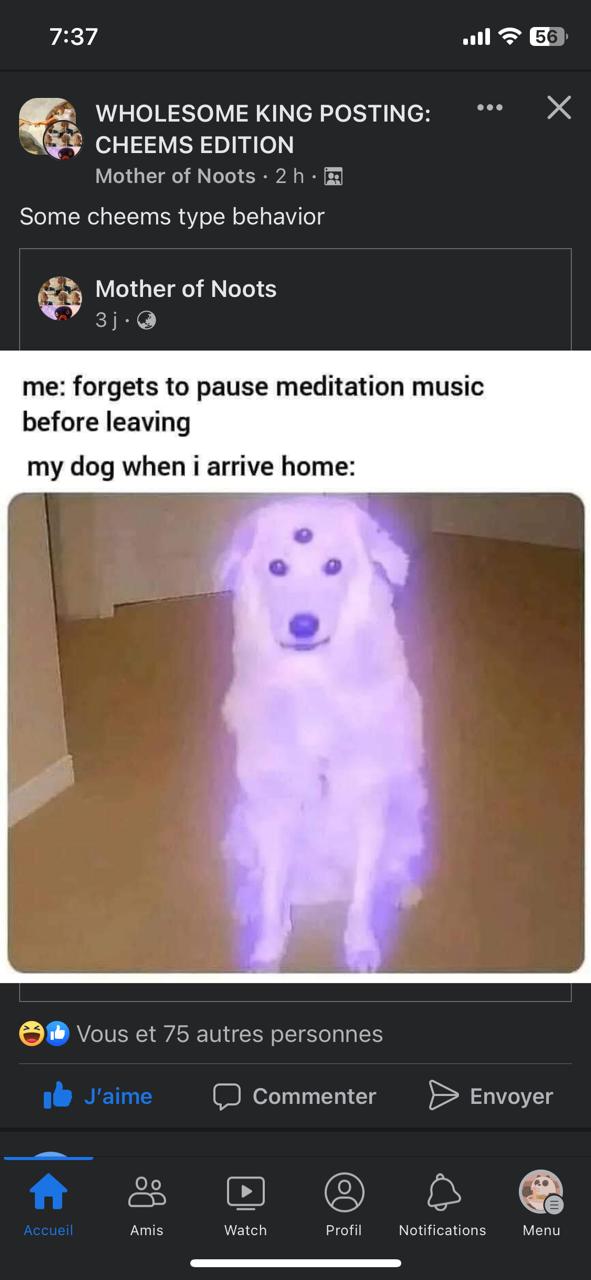 7:37
56
WHOLESOME KING POSTING:
CHEEMS EDITION
Mother of Noots · 2 h ·
Some cheems type behavior
Mother of Noots
3 j ·
me: forgets to pause meditation music
before leaving
my dog when i arrive home:
Vous et 75 autres personnes
J’aime
Commenter
Envoyer
Accueil
Amis
Watch
Profil
Notifications
Menu